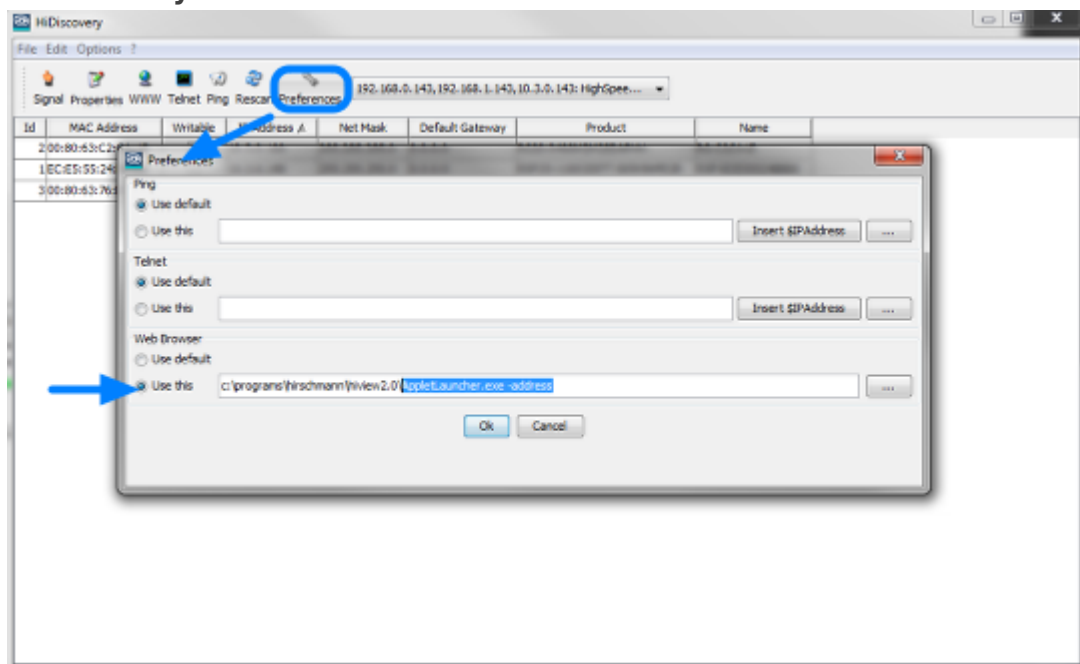 HiDiscovery
File Edit Options ?
Signal Properties WWW Telnet Ping Rescan Preferences 192.168.0.143,192.168.1.143,10.3.0.143: HighSpee...
Id MAC Address Writable Address Net Mask Default Gateway Product Name
2 00:80:63:C2:
1 EC:E5:55:24:
3 00:80:63:76:
Preferences
Ping
Use default
Use this Insert $IPAddress ...
Telnet
Use default
Use this Insert $IPAddress ...
Web Browser
Use default
Use this c:\programs\hirschmann\hiview2.0\AppletLauncher.exe -address ...
Ok Cancel